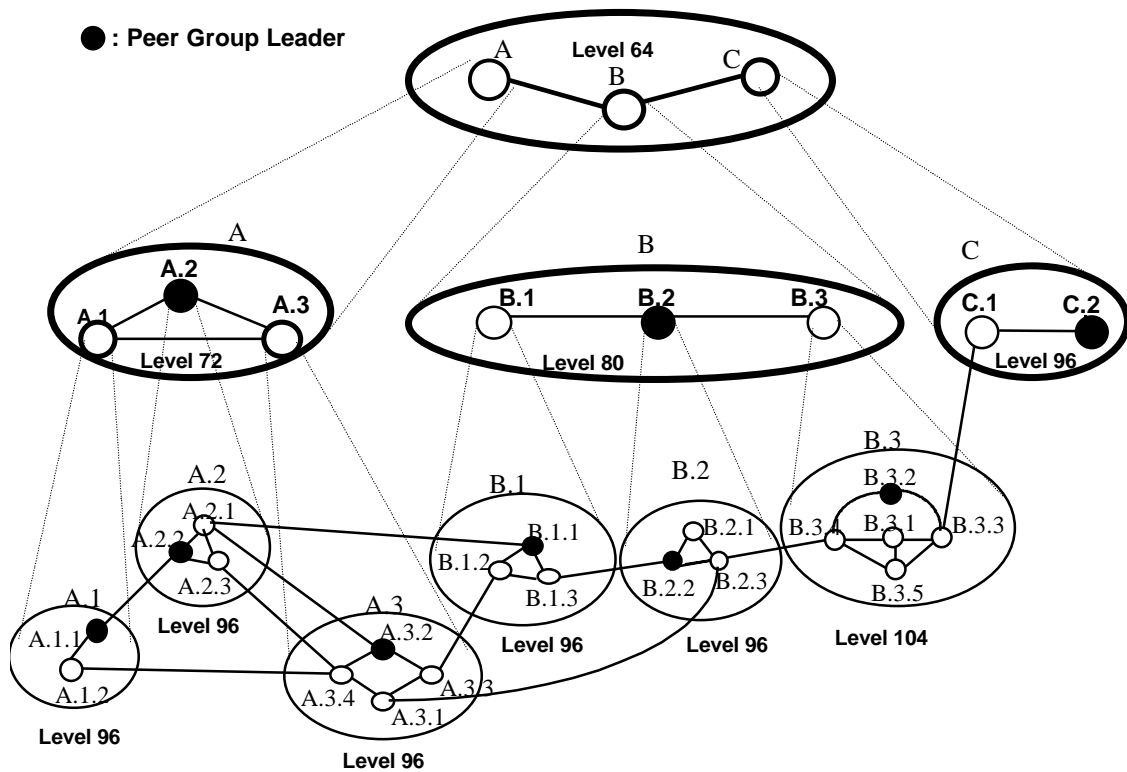 : Peer Group Leader
Level 64
A
B
C
A
B
C
A.2
A.1
A.3
Level 72
B.1
B.2
B.3
Level 80
C.1
C.2
Level 96
A.2
A.2.1
A.2.2
A.2.3
Level 96
B.1
B.1.1
B.1.2
B.1.3
Level 96
B.2
B.2.1
B.2.2
B.2.3
Level 96
B.3
B.3.2
B.3.4
B.3.1
B.3.3
B.3.5
Level 104
A.1
A.1.1
A.1.2
Level 96
A.3
A.3.2
A.3.4
A.3.3
A.3.1
Level 96